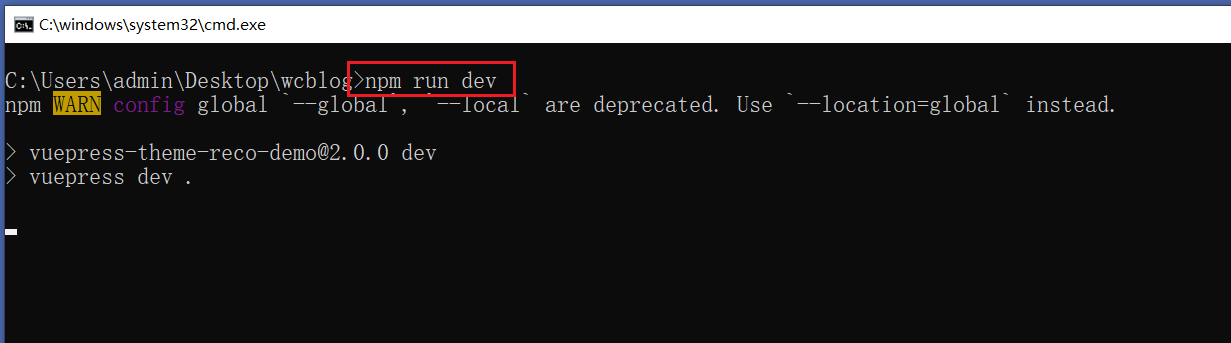 C:\windows\system32\cmd.exe
C:\Users\admin\Desktop\wcblog>npm run dev
npm WARN config global `--global`, `--local` are deprecated. Use `--location=global` instead.
> vuepress-theme-reco-demo@2.0.0 dev
> vuepress dev .